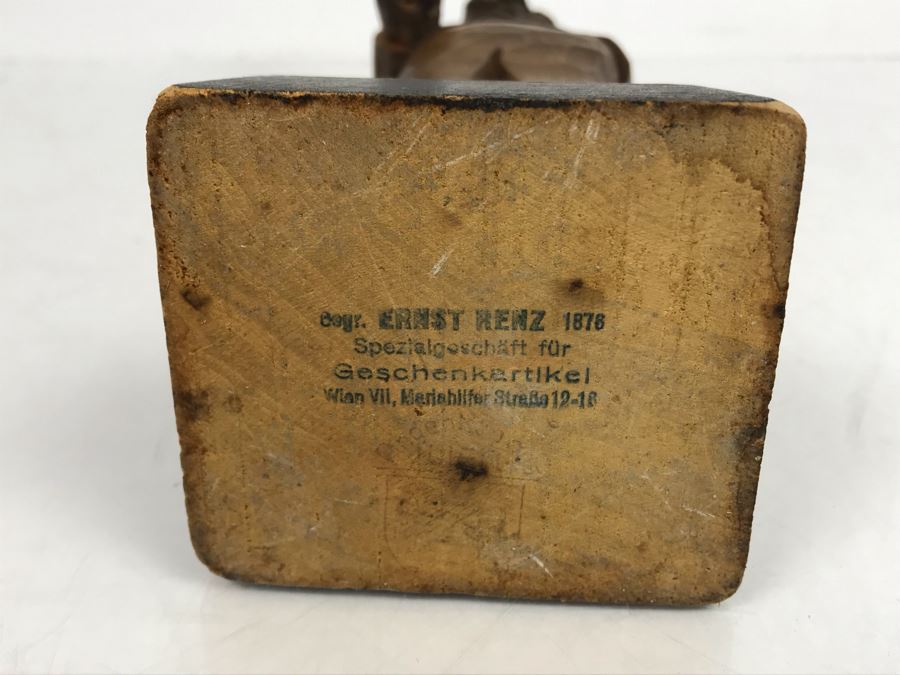 Gegr. ERNST RENZ 1876
Spezialgeschäft für
Geschenkartikel
Wien VII, Mariahilfer Straße 12-16